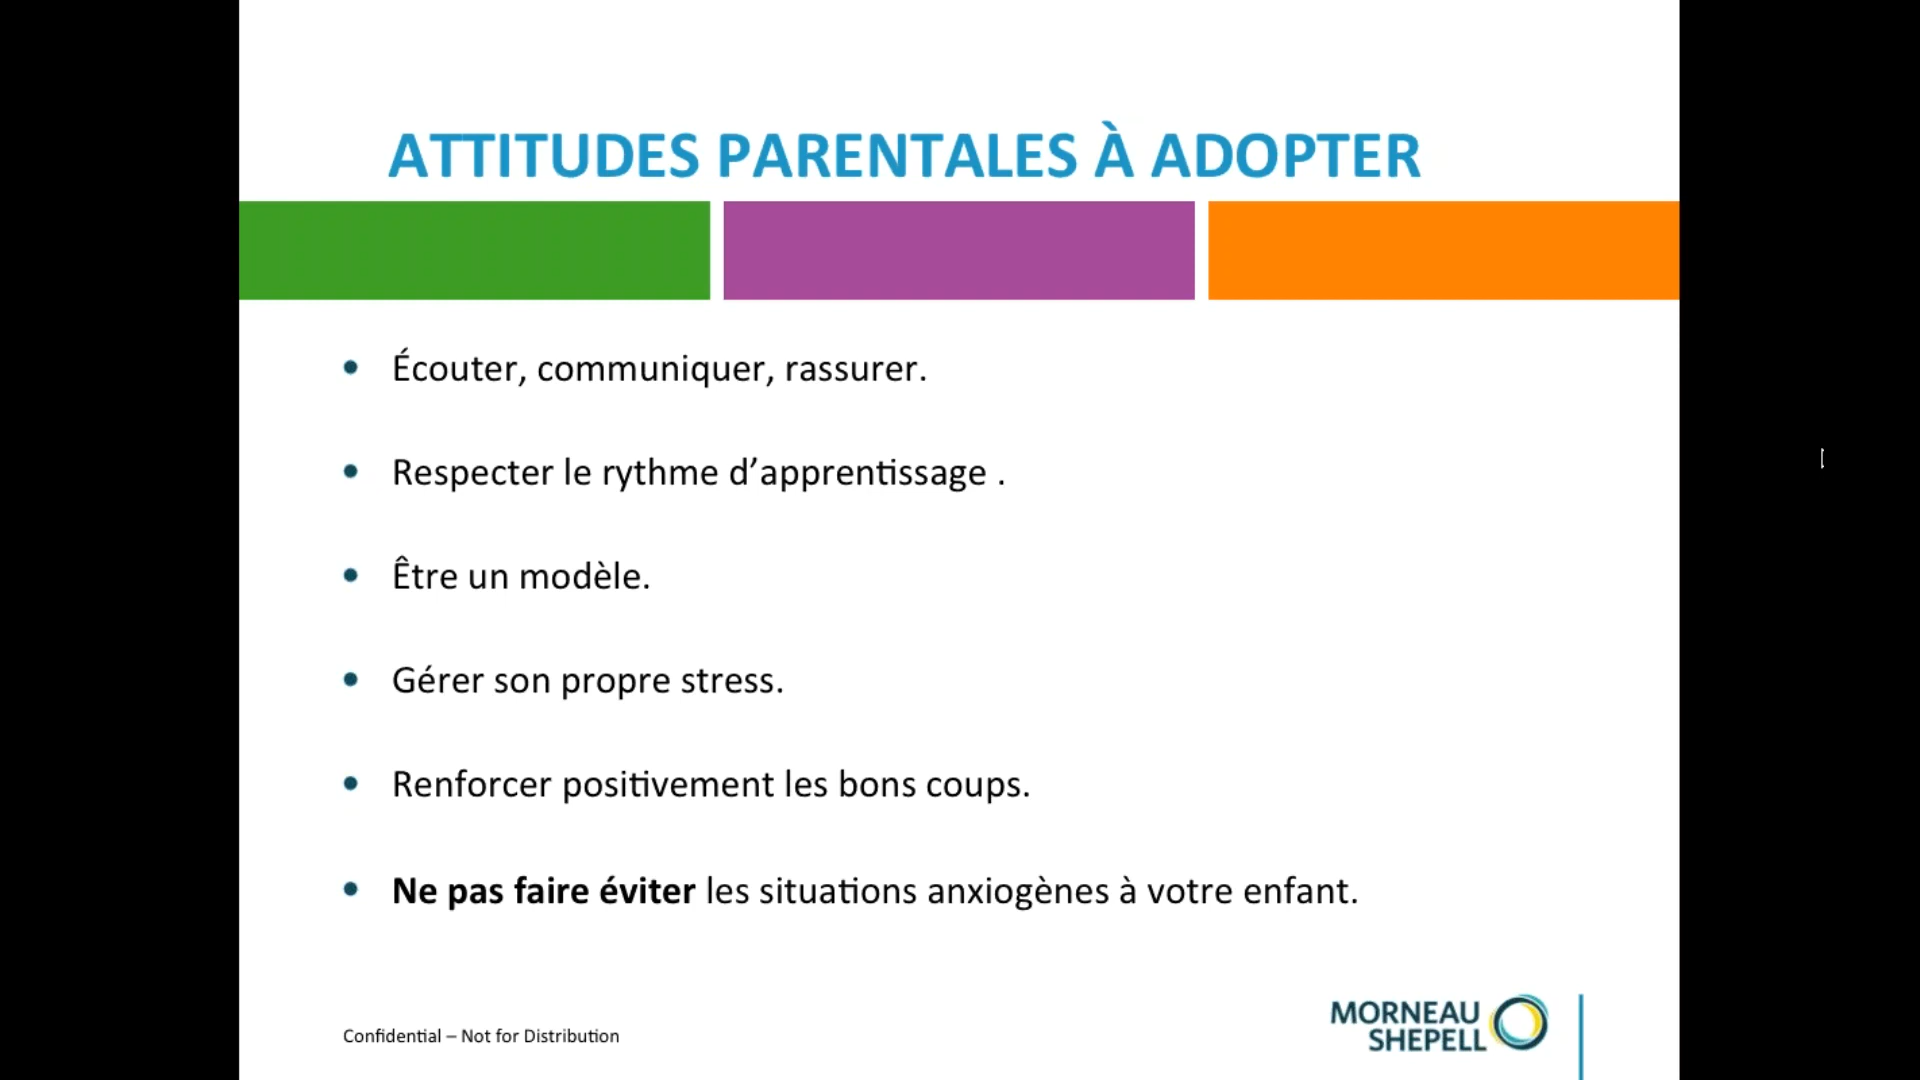 ATTITUDES PARENTALES À ADOPTER
• Écouter, communiquer, rassurer.
• Respecter le rythme d’apprentissage .
• Être un modèle.
• Gérer son propre stress.
• Renforcer positivement les bons coups.
• Ne pas faire éviter les situations anxiogènes à votre enfant.
Confidential – Not for Distribution
MORNEAU
SHEPELL